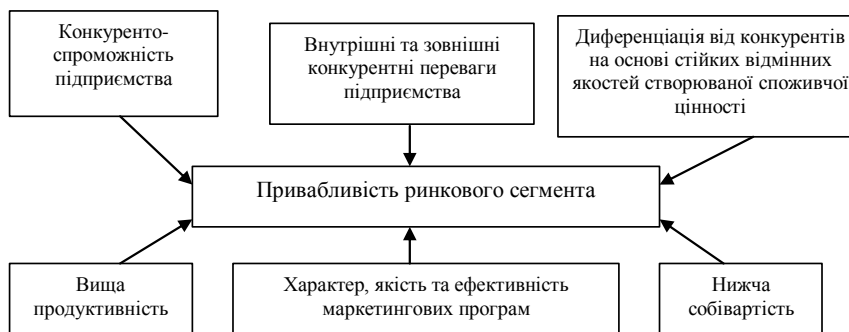 Конкуренто-
спроможність
підприємства
Внутрішні та зовнішні
конкурентні переваги
підприємства
Диференціація від конкурентів
на основі стійких відмінних
якостей створюваної споживчої
цінності
Привабливість ринкового сегмента
Вища
продуктивність
Характер, якість та ефективність
маркетингових програм
Нижча
собівартість